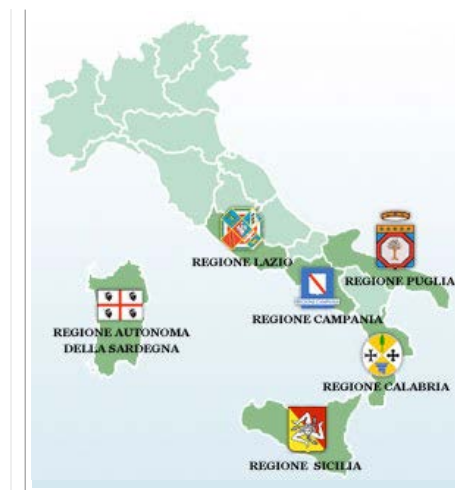 REGIONE LAZIO
REGIONE PUGLIA
REGIONE CAMPANIA
REGIONE AUTONOMA
DELLA SARDEGNA
REGIONE CALABRIA
REGIONE SICILIA